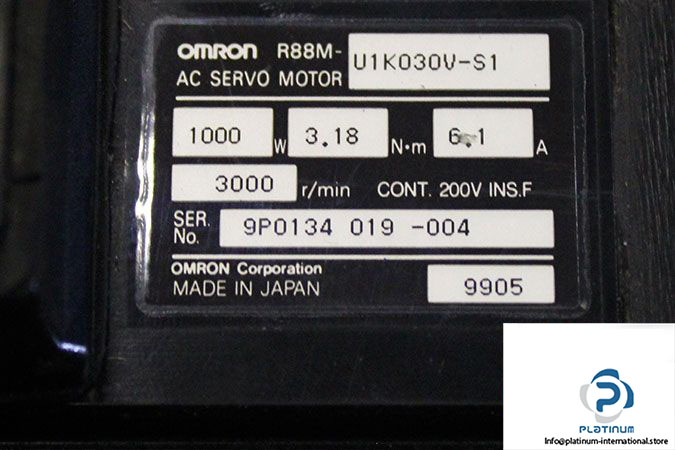 OMRON R88M- U1K030V-S1
AC SERVO MOTOR
1000 W 3.18 N·m 6.1 A
3000 r/min CONT. 200V INS.F
SER. No. 9P0134 019 -004
OMRON Corporation
MADE IN JAPAN 9905
PLATINUM
Info@platinum-international.store